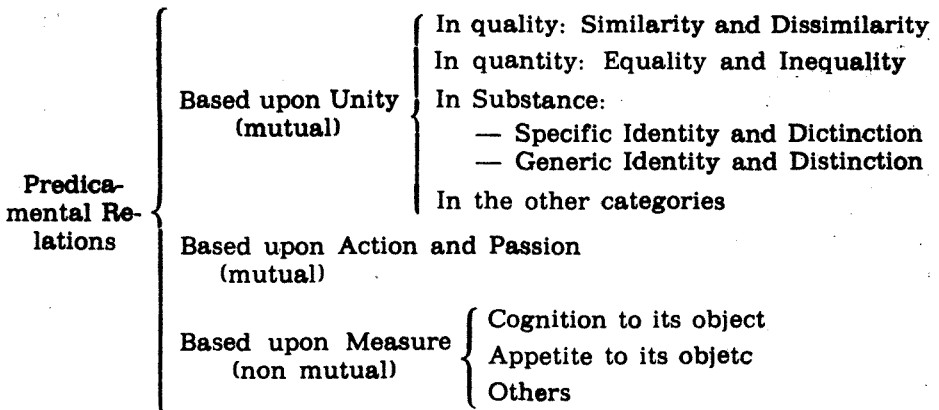 In quality: Similarity and Dissimilarity
In quantity: Equality and Inequality
Based upon Unity
(mutual)
In Substance:
— Specific Identity and Dictinction
— Generic Identity and Distinction
In the other categories
Predica-
mental Re-
lations
Based upon Action and Passion
(mutual)
Based upon Measure
(non mutual)
Cognition to its object
Appetite to its objetc
Others